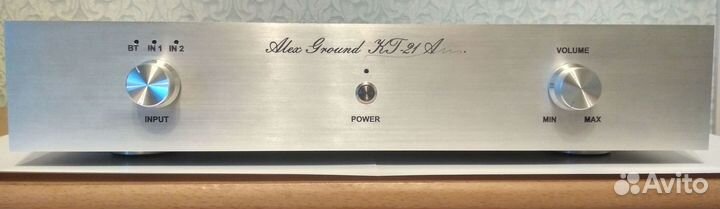 Alex Ground KT-21
BT IN 1 IN 2
VOLUME
INPUT
POWER
MIN MAX
Avito